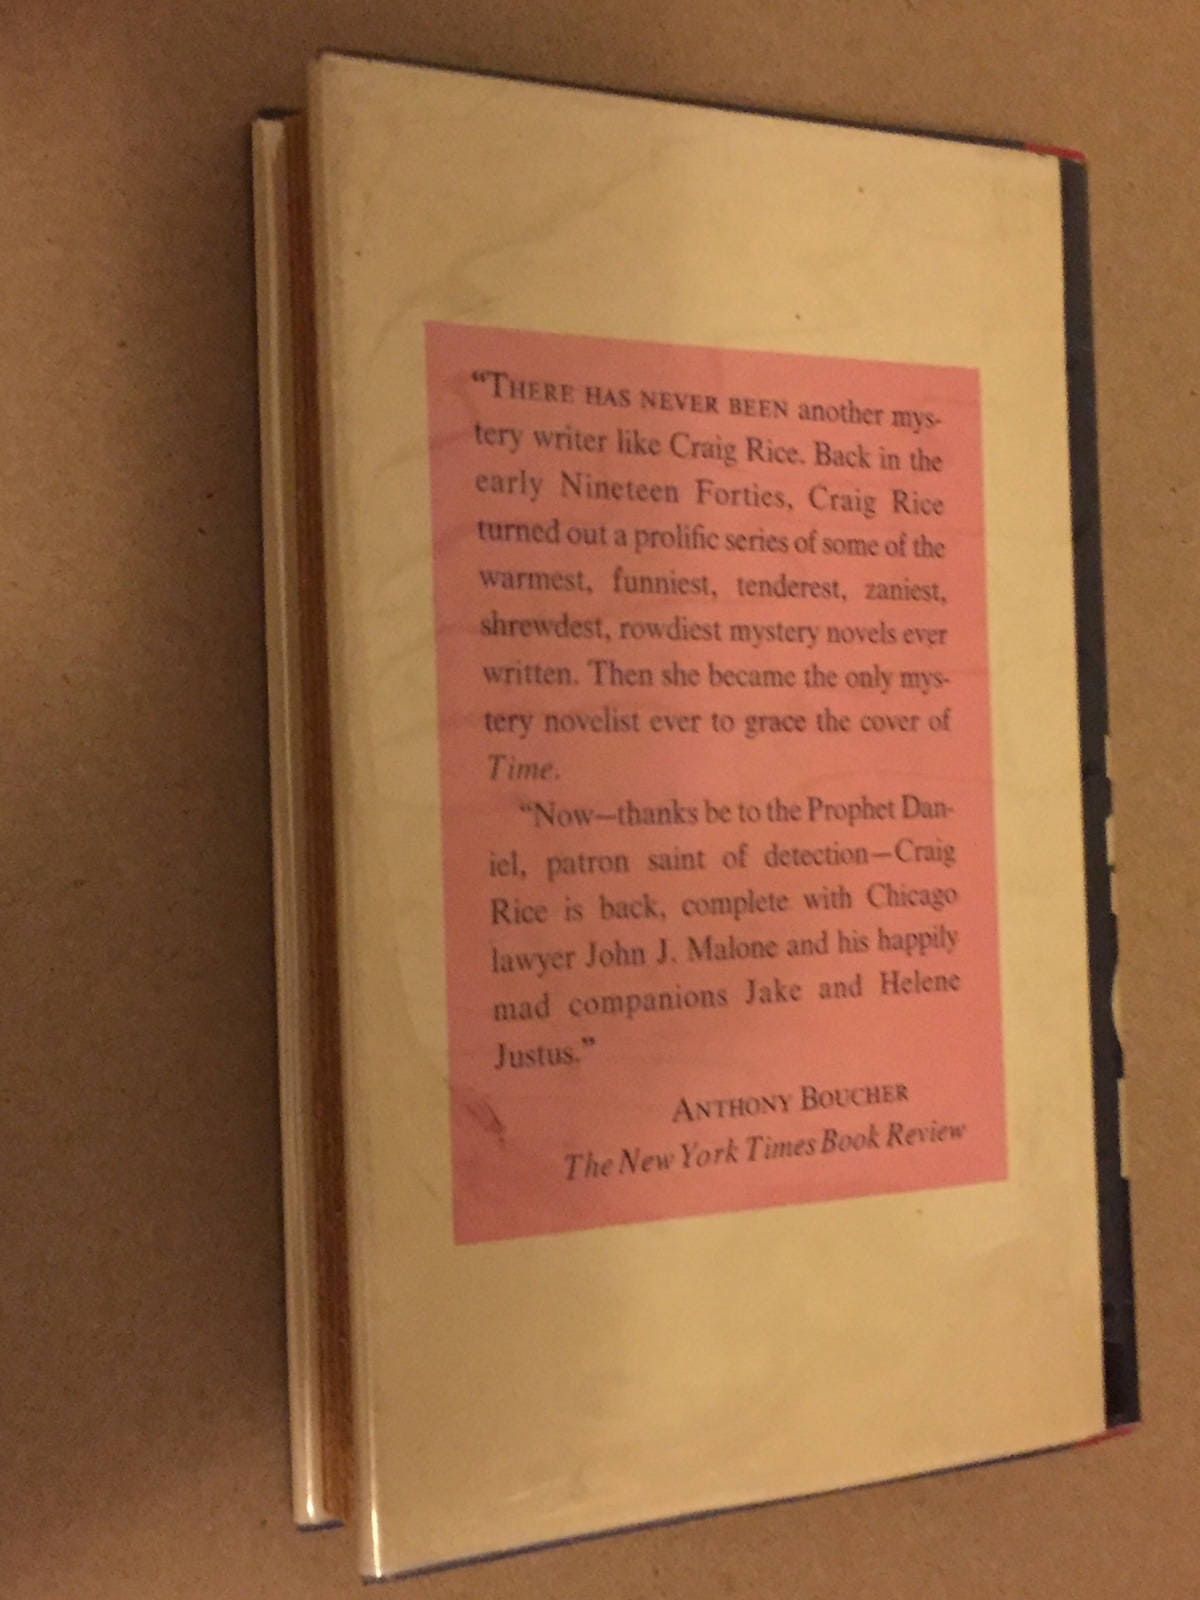 “THERE HAS NEVER BEEN another mys-
tery writer like Craig Rice. Back in the
early Nineteen Forties, Craig Rice
turned out a prolific series of some of the
warmest, funniest, tenderest, zaniest,
shrewdest, rowdiest mystery novels ever
written. Then she became the only mys-
tery novelist ever to grace the cover of
Time.
“Now—thanks be to the Prophet Dan-
iel, patron saint of detection—Craig
Rice is back, complete with Chicago
lawyer John J. Malone and his happily
mad companions Jake and Helene
Justus.”
ANTHONY BOUCHER
The New York Times Book Review